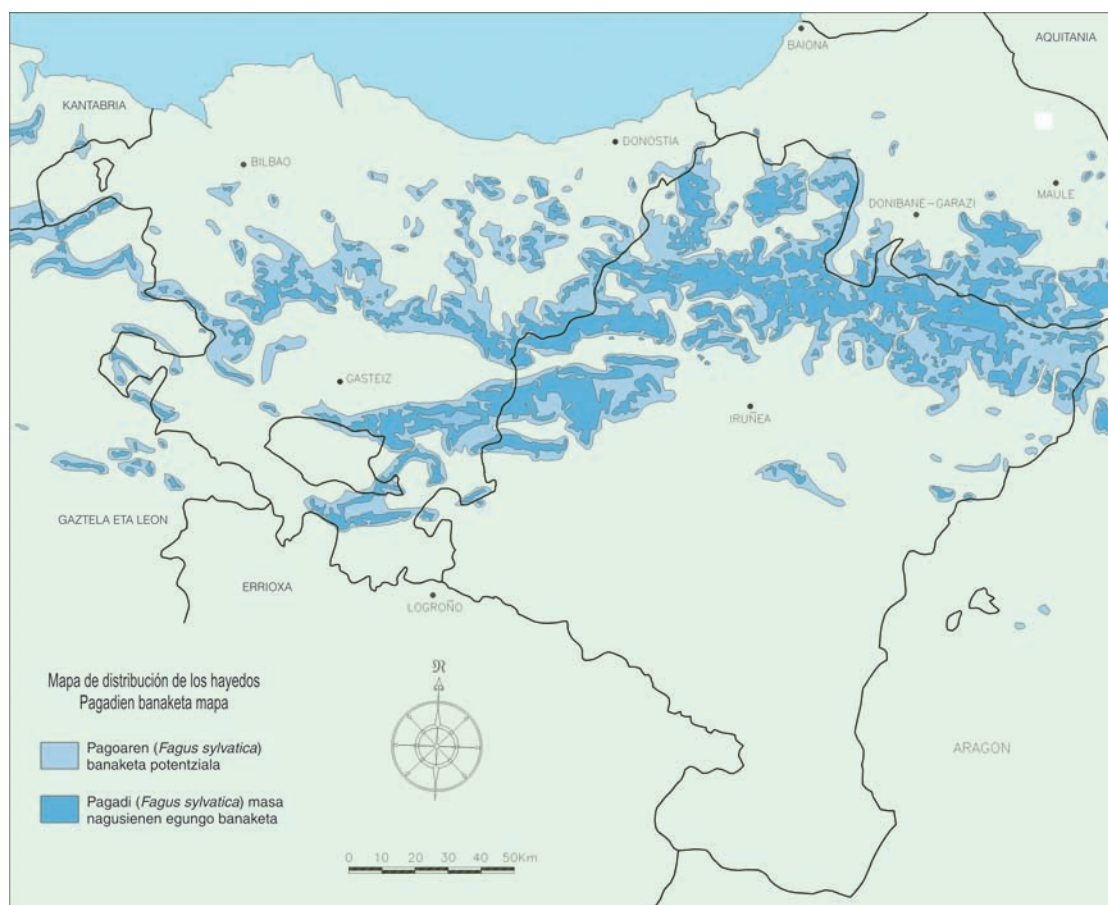 BAIONA
AQUITANIA
KANTABRIA
DONOSTIA
BILBAO
MAULE
DONIBANE-GARAZI
GASTEIZ
IRUÑEA
GAZTELA ETA LEON
ERRIOXA
LOGROÑO
Mapa de distribución de los hayedos
Pagadien banaketa mapa
Pagoaren (Fagus sylvatica)
banaketa potentziala
Pagadi (Fagus sylvatica) masa
nagusienen egungo banaketa
N
ARAGON
0 10 20 30 40 50Km